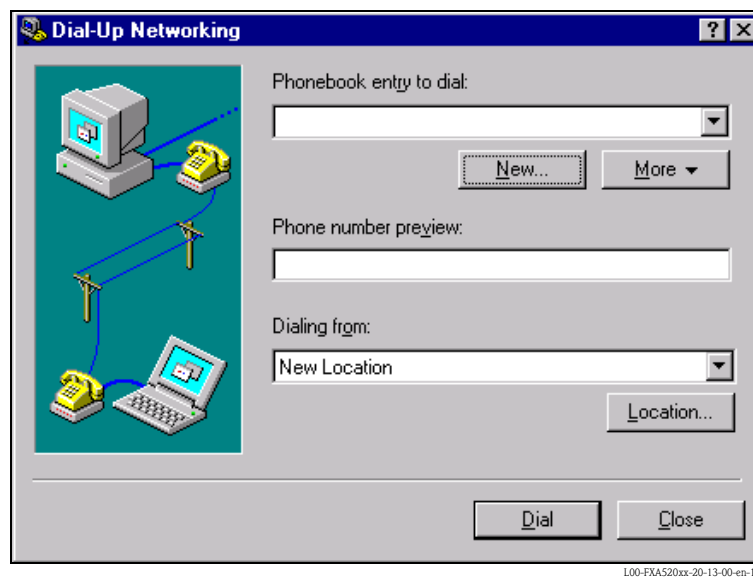 Dial-Up Networking
Phonebook entry to dial:
New...
More
Phone number preview:
Dialing from:
New Location
Location...
Dial
Close
L00-FXA520xx-20-13-00-en-1